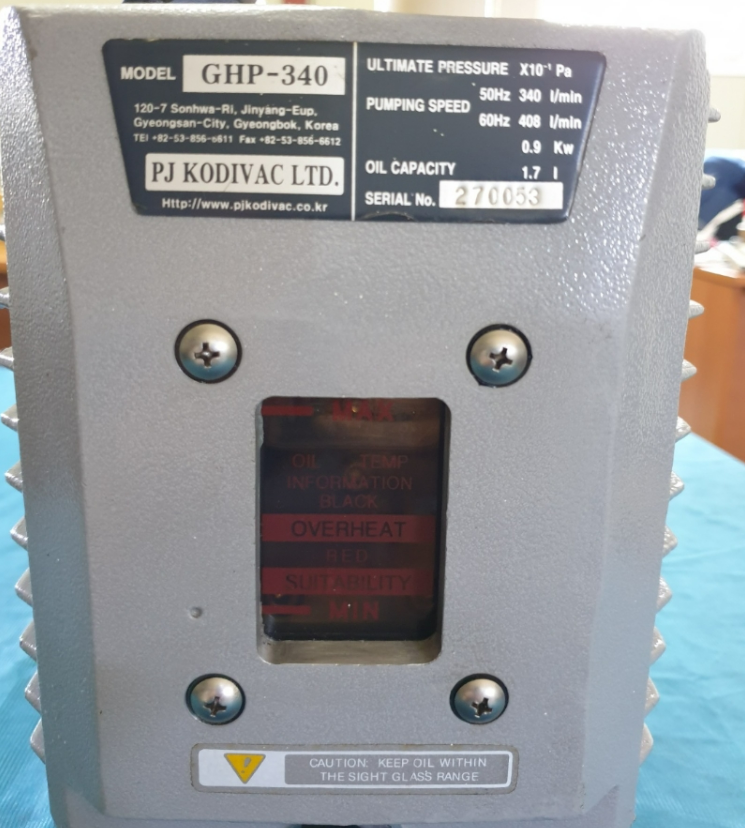 MODEL GHP-340
120-7 Sonhwa-Ri, Jinyang-Eup,
Gyeongsan-City, Gyeongbok, Korea
TEl +82-53-856-6611 Fax +82-53-856-6612
PJ KODIVAC LTD.
Http://www.pjkodivac.co.kr
ULTIMATE PRESSURE X10⁻¹ Pa
PUMPING SPEED 50Hz 340 l/min
60Hz 408 l/min
0.9 Kw
OIL CAPACITY 1.7 l
SERIAL No. 270053
MAX
OIL TEMP
INFORMATION
BLACK
OVERHEAT
RED
SUITABILITY
MIN
CAUTION: KEEP OIL WITHIN
THE SIGHT GLASS RANGE